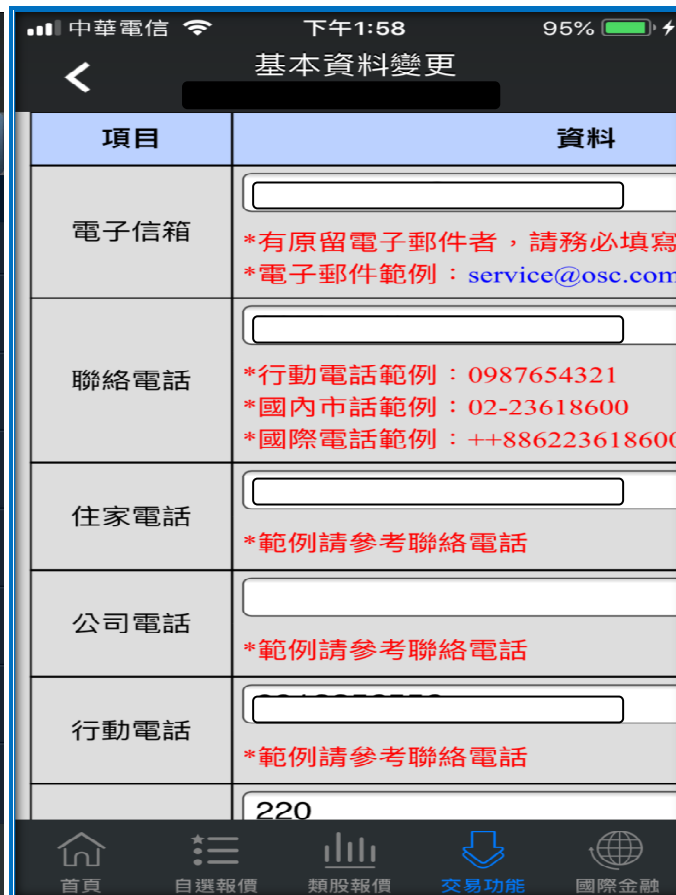 中華電信 下午1:58 95%
基本資料變更
項目 資料
電子信箱
*有原留電子郵件者，請務必填寫
*電子郵件範例：service@osc.com
聯絡電話
*行動電話範例：0987654321
*國內市話範例：02-23618600
*國際電話範例：++886223618600
住家電話
*範例請參考聯絡電話
公司電話
*範例請參考聯絡電話
行動電話
*範例請參考聯絡電話
220
首頁 自選報價 類股報價 交易功能 國際金融